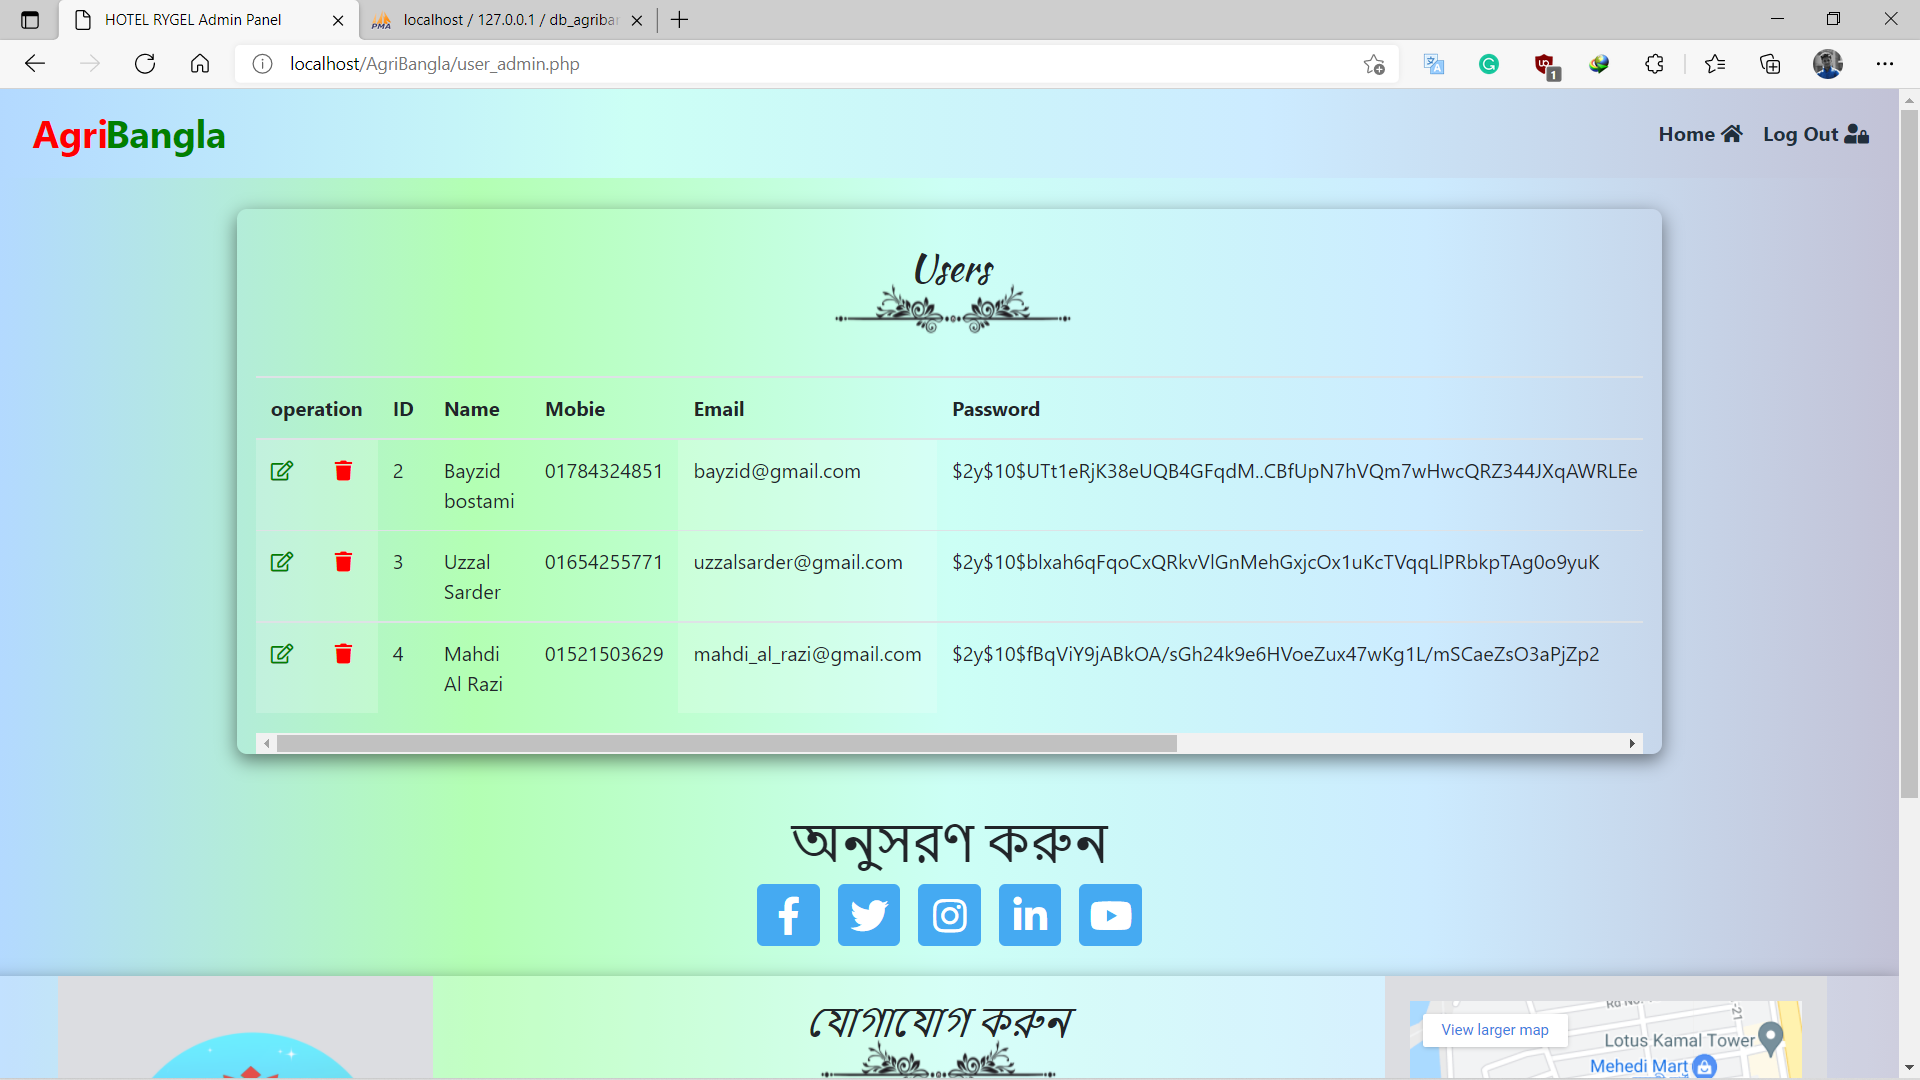 HOTEL RYGEL Admin Panel
localhost / 127.0.0.1 / db_agriba
localhost/AgriBangla/user_admin.php
1
AgriBangla
Home
Log Out
Users
operation ID Name Mobie Email Password
2 Bayzid bostami 01784324851 bayzid@gmail.com $2y$10$UTt1eRjK38eUQB4GFqdM..CBfUpN7hVQm7wHwcQRZ344JXqAWRLEe
3 Uzzal Sarder 01654255771 uzzalsarder@gmail.com $2y$10$blxah6qFqoCxQRkvVlGnMehGxjcOx1uKcTVqqLlPRbkpTAg0o9yuK
4 Mahdi Al Razi 01521503629 mahdi_al_razi@gmail.com $2y$10$fBqViY9jABkOA/sGh24k9e6HVoeZux47wKg1L/mSCaeZsO3aPjZp2
অনুসরণ করুন
যোগাযোগ করুন
View larger map
Lotus Kamal Tower
Mehedi Mart